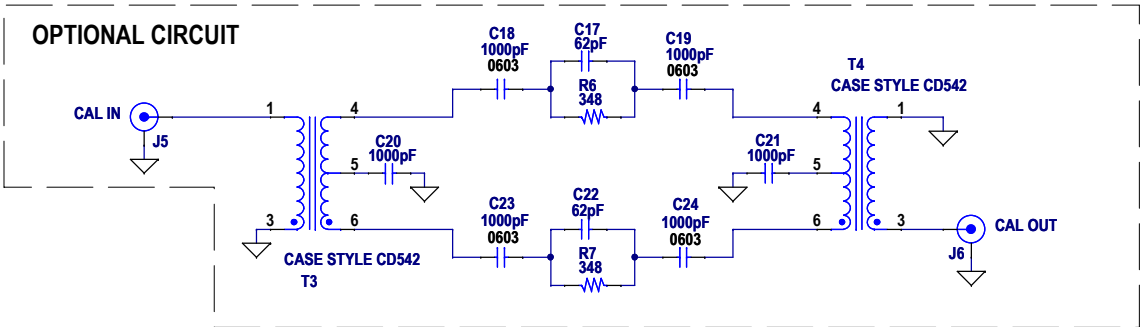 OPTIONAL CIRCUIT
CAL IN
J5
1
3
4
5
6
CASE STYLE CD542
T3
C20
1000pF
C18
1000pF
0603
C17
62pF
R6
348
C19
1000pF
0603
C23
1000pF
0603
C22
62pF
R7
348
C24
1000pF
0603
C21
1000pF
T4
CASE STYLE CD542
4
5
6
1
3
CAL OUT
J6